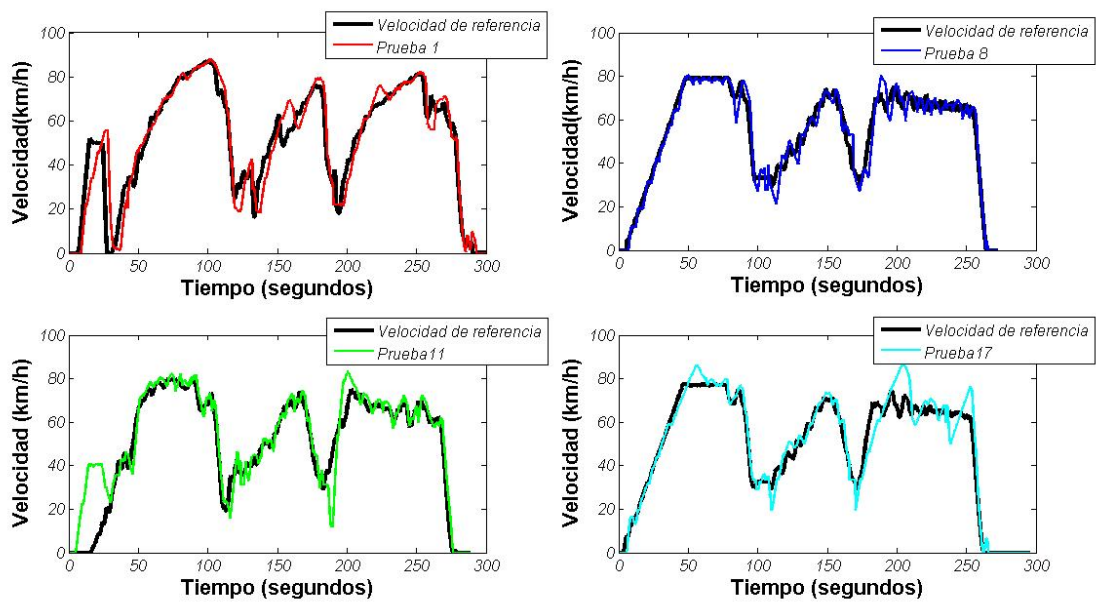 Velocidad de referencia
Prueba 1
100
80
60
40
20
0
Velocidad(km/h)
0 50 100 150 200 250 300
Tiempo (segundos)
Velocidad de referencia
Prueba 8
100
80
60
40
20
0
Velocidad(km/h)
0 50 100 150 200 250 300
Tiempo (segundos)
Velocidad de referencia
Prueba11
100
80
60
40
20
0
Velocidad (km/h)
0 50 100 150 200 250 300
Tiempo (segundos)
Velocidad de referencia
Prueba17
100
80
60
40
20
0
Velocidad (km/h)
0 50 100 150 200 250 300
Tiempo (segundos)